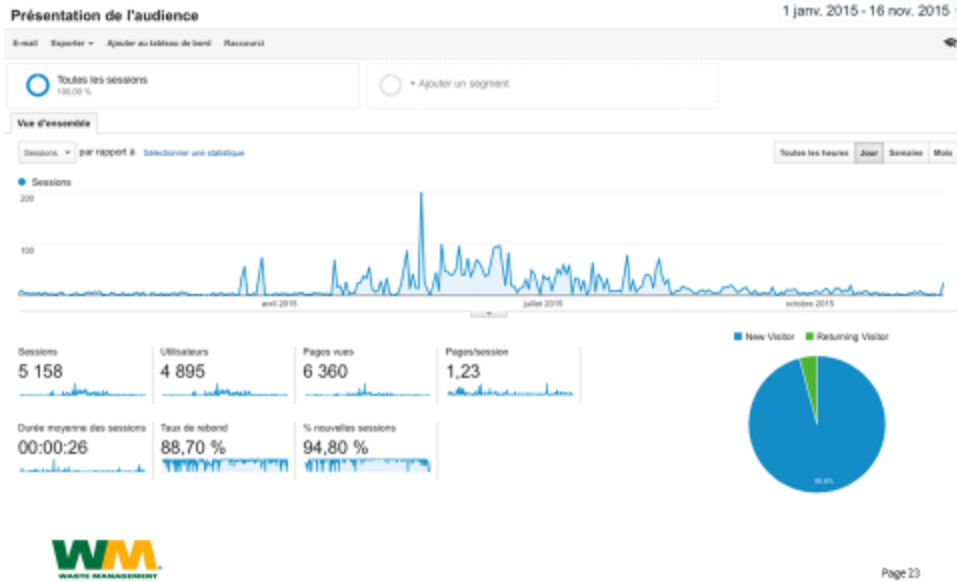 Présentation de l'audience
1 janv. 2015 - 16 nov. 2015
E-mail Exporter Ajouter au tableau de bord Raccourci
Toutes les sessions
100,00 %
+ Ajouter un segment
Vue d'ensemble
Sessions par rapport à Sélectionner une statistique
Toutes les heures Jour Semaine Mois
Sessions
200
100
avril 2015 juillet 2015 octobre 2015
New Visitor Returning Visitor
Sessions Utilisateurs Pages vues Pages/session
5 158 4 895 6 360 1,23
Durée moyenne des sessions Taux de rebond % nouvelles sessions
00:00:26 88,70 % 94,80 %
WM
WASTE MANAGEMENT
Page 23